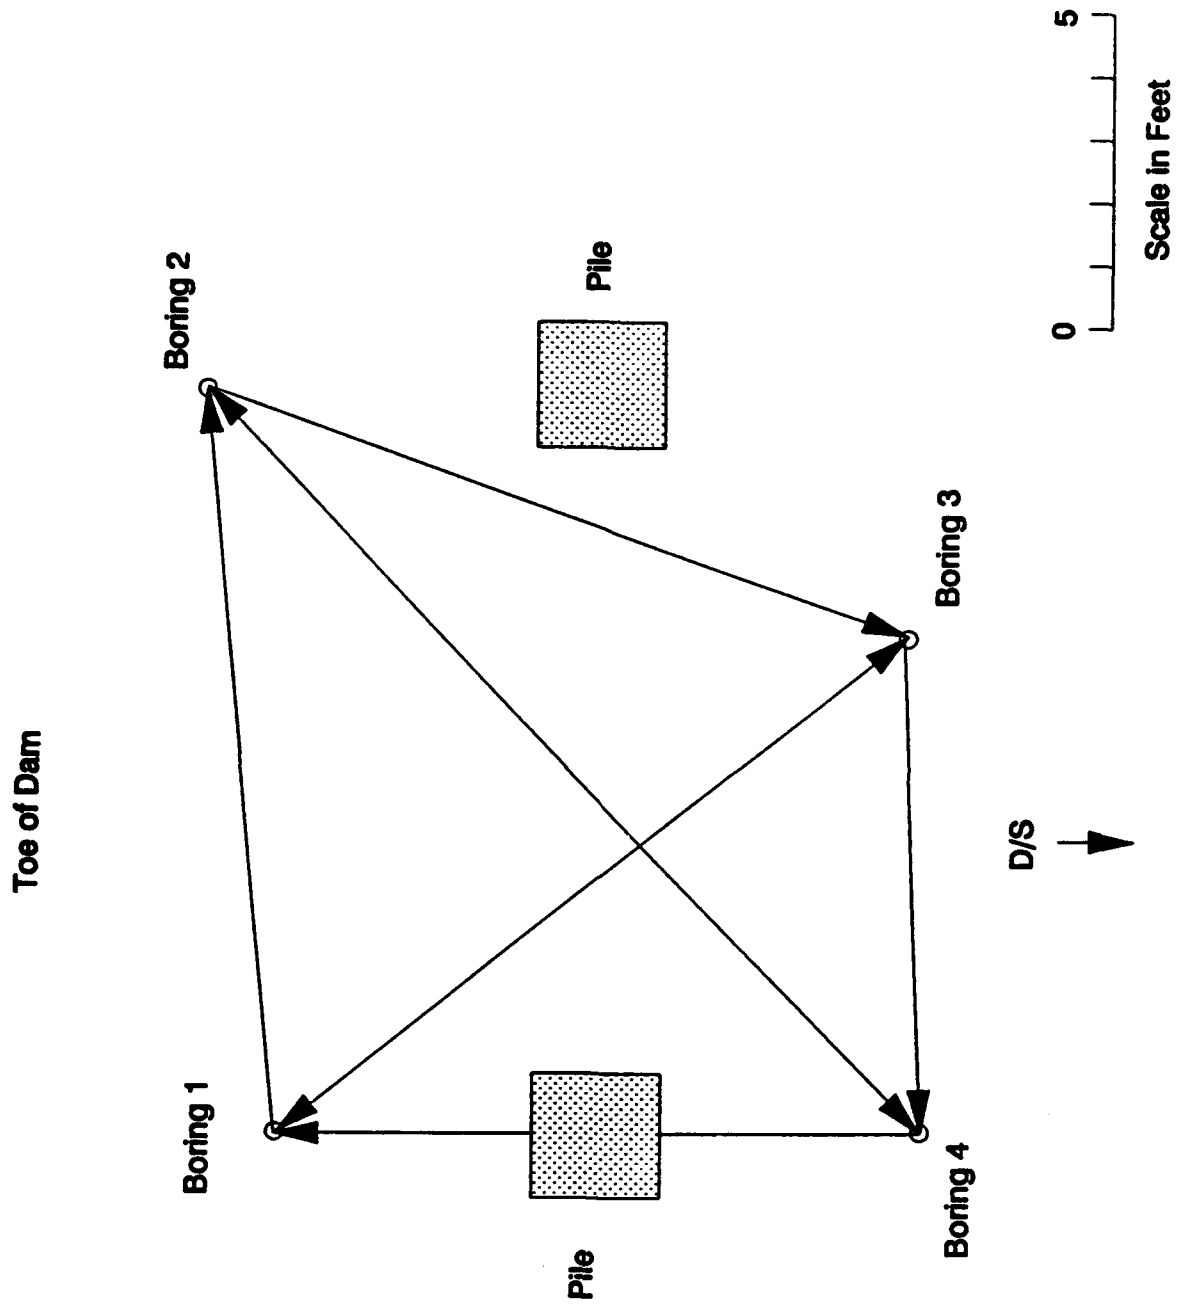 Toe of Dam
Boring 1
Boring 2
Pile
Pile
Boring 4
Boring 3
D/S
0 5
Scale in Feet